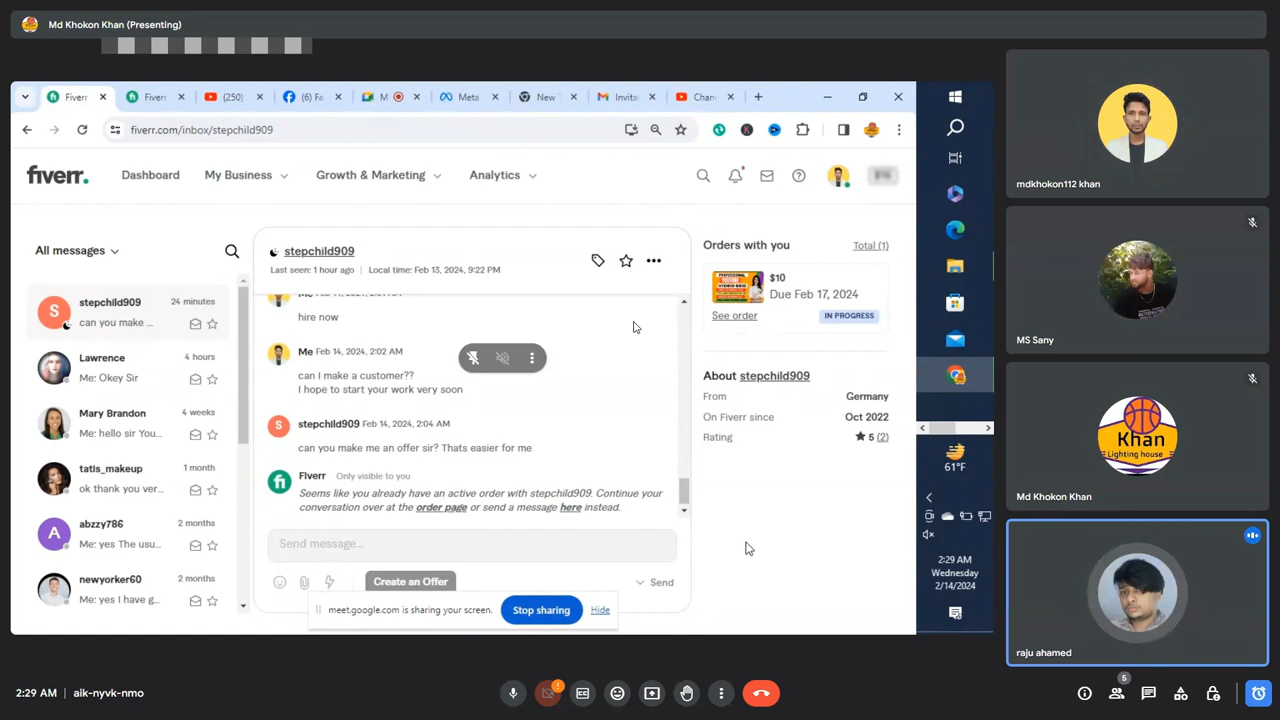 Md Khokon Khan (Presenting)
Fiverr
Fiverr
(250)
(6) Fa
M
Meta
New
Invita
Chan
fiverr.com/inbox/stepchild909
fiverr.
Dashboard
My Business
Growth & Marketing
Analytics
All messages
stepchild909
24 minutes
can you make ...
Lawrence
4 hours
Me: Okey Sir
Mary Brandon
4 weeks
Me: hello sir You...
tatis_makeup
1 month
ok thank you ver...
A
abzzy786
2 months
Me: yes The usu...
newyorker60
2 months
Me: yes I have g...
S
stepchild909
Last seen: 1 hour ago | Local time: Feb 13, 2024, 9:22 PM
hire now
Me Feb 14, 2024, 2:02 AM
can I make a customer??
I hope to start your work very soon
S
stepchild909 Feb 14, 2024, 2:04 AM
can you make me an offer sir? Thats easier for me
fi
Fiverr Only visible to you
Seems like you already have an active order with stepchild909. Continue your
conversation over at the order page or send a message here instead.
Send message...
Create an Offer
Send
meet.google.com is sharing your screen.
Stop sharing
Hide
Orders with you
Total (1)
PROFESSIONAL
VIDEO SEO
$10
Due Feb 17, 2024
See order
IN PROGRESS
About stepchild909
From
Germany
On Fiverr since
Oct 2022
Rating
5 (2)
61°F
2:29 AM
Wednesday
2/14/2024
mdkhokon112 khan
MS Sany
Khan
Lighting house
Md Khokon Khan
raju ahamed
2:29 AM | aik-nyvk-nmo
5